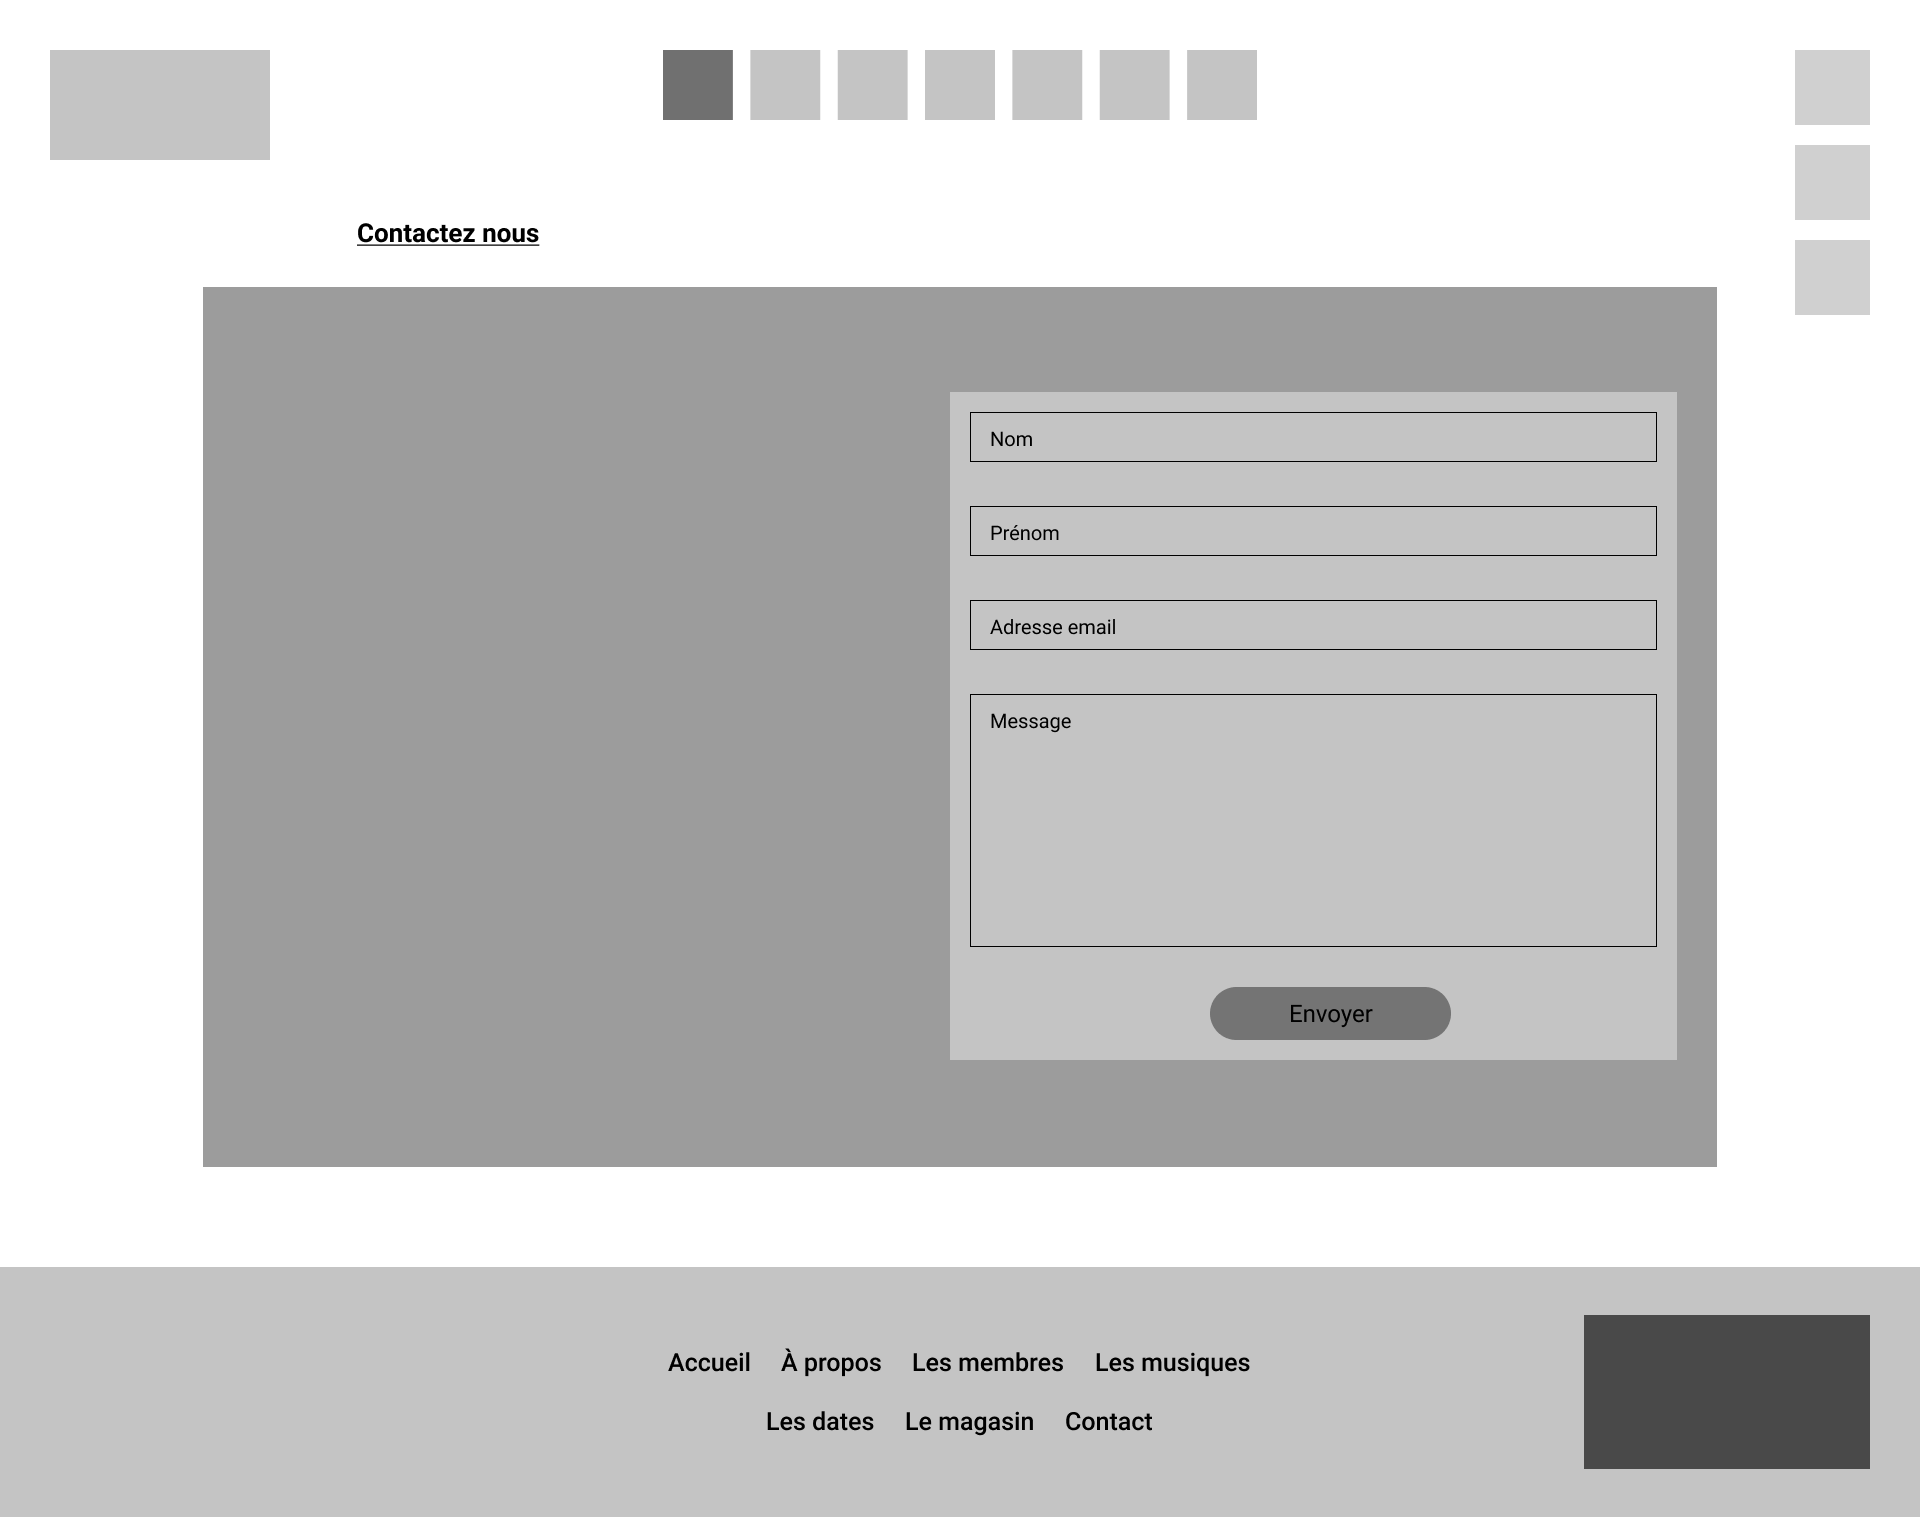 Contactez nous
Nom
Prénom
Adresse email
Message
Envoyer
Accueil À propos Les membres Les musiques
Les dates Le magasin Contact